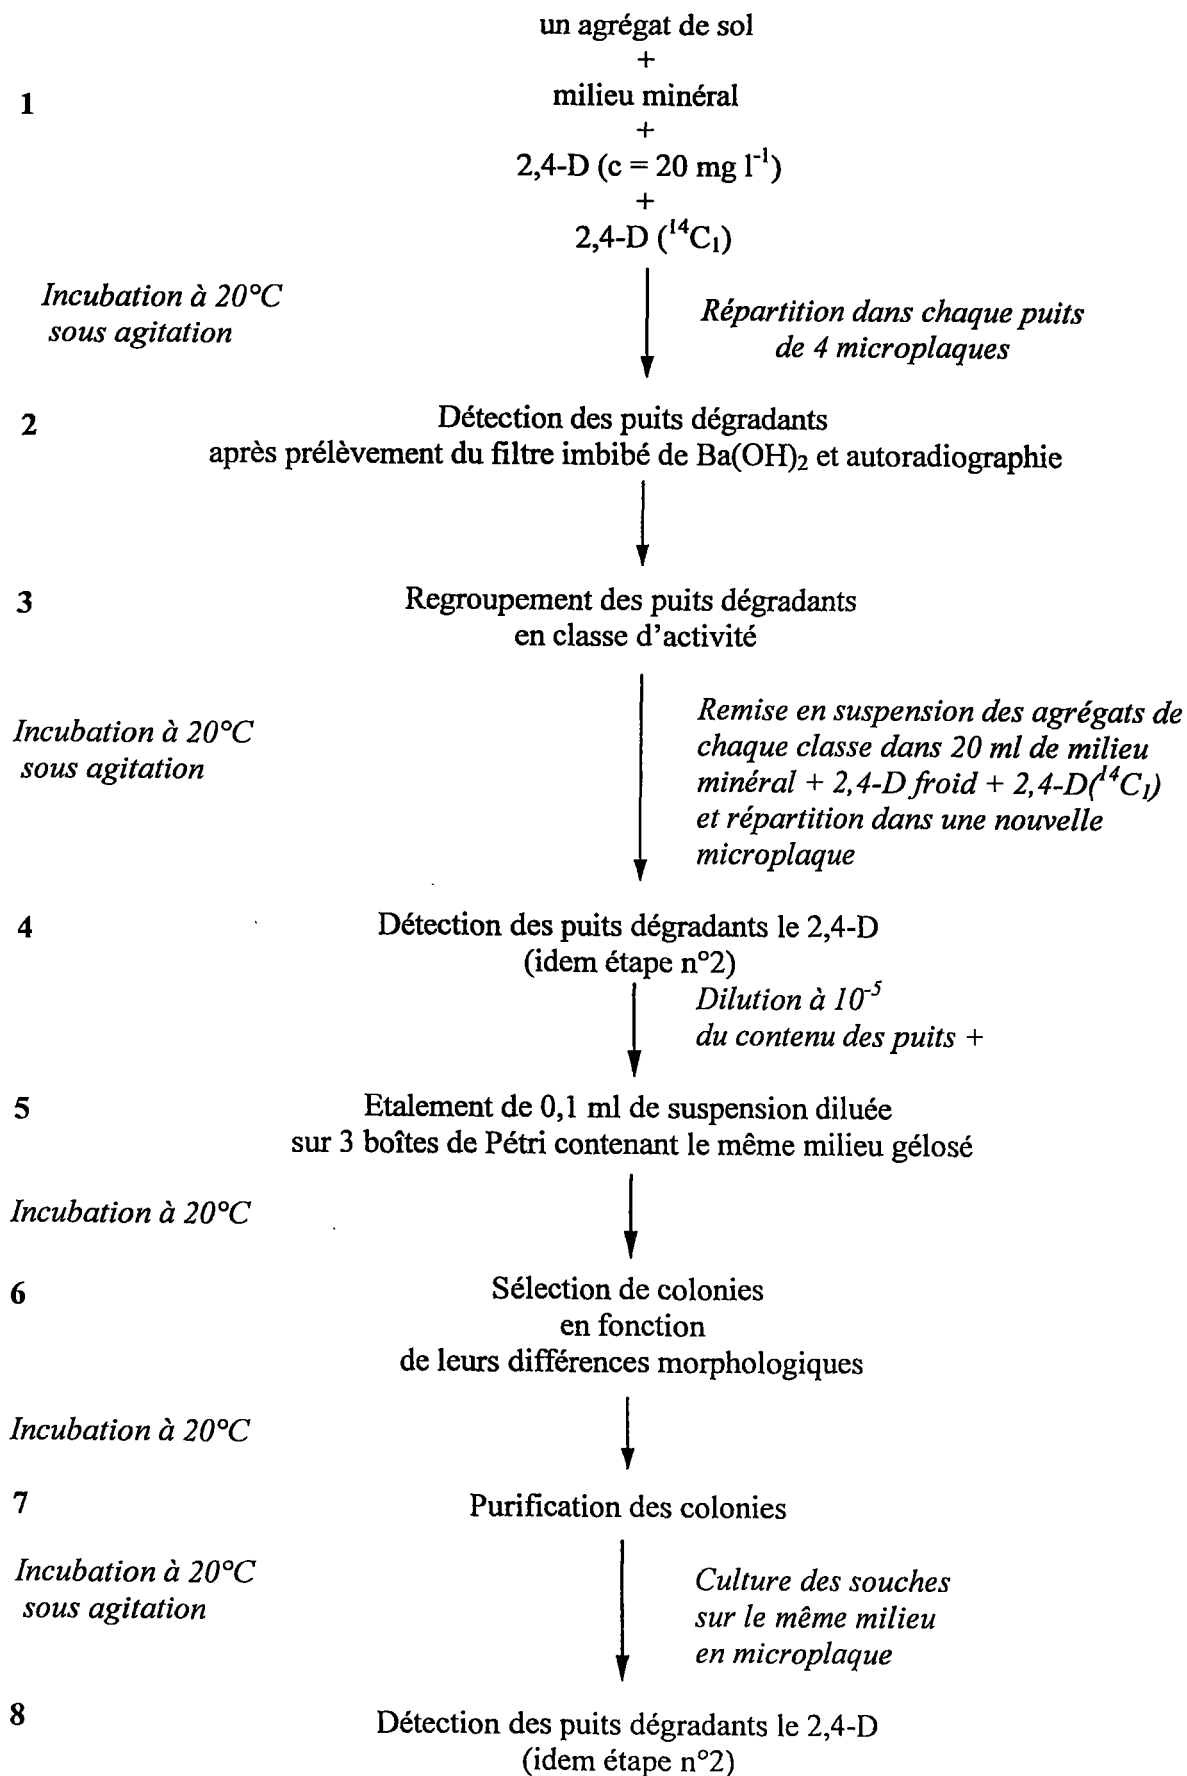 un agrégat de sol
+
1
milieu minéral
+
2,4-D (c = 20 mg l⁻¹)
+
2,4-D (¹⁴C₁)
Incubation à 20°C
sous agitation
Répartition dans chaque puits
de 4 microplaques
2
Détection des puits dégradants
après prélèvement du filtre imbibé de Ba(OH)₂ et autoradiographie
3
Regroupement des puits dégradants
en classe d'activité
Incubation à 20°C
sous agitation
Remise en suspension des agrégats de
chaque classe dans 20 ml de milieu
minéral + 2,4-D froid + 2,4-D(¹⁴C₁)
et répartition dans une nouvelle
microplaque
4
Détection des puits dégradants le 2,4-D
(idem étape n°2)
Dilution à 10⁻⁵
du contenu des puits +
5
Etalement de 0,1 ml de suspension diluée
sur 3 boîtes de Pétri contenant le même milieu gélosé
Incubation à 20°C
6
Sélection de colonies
en fonction
de leurs différences morphologiques
Incubation à 20°C
7
Purification des colonies
Incubation à 20°C
sous agitation
Culture des souches
sur le même milieu
en microplaque
8
Détection des puits dégradants le 2,4-D
(idem étape n°2)